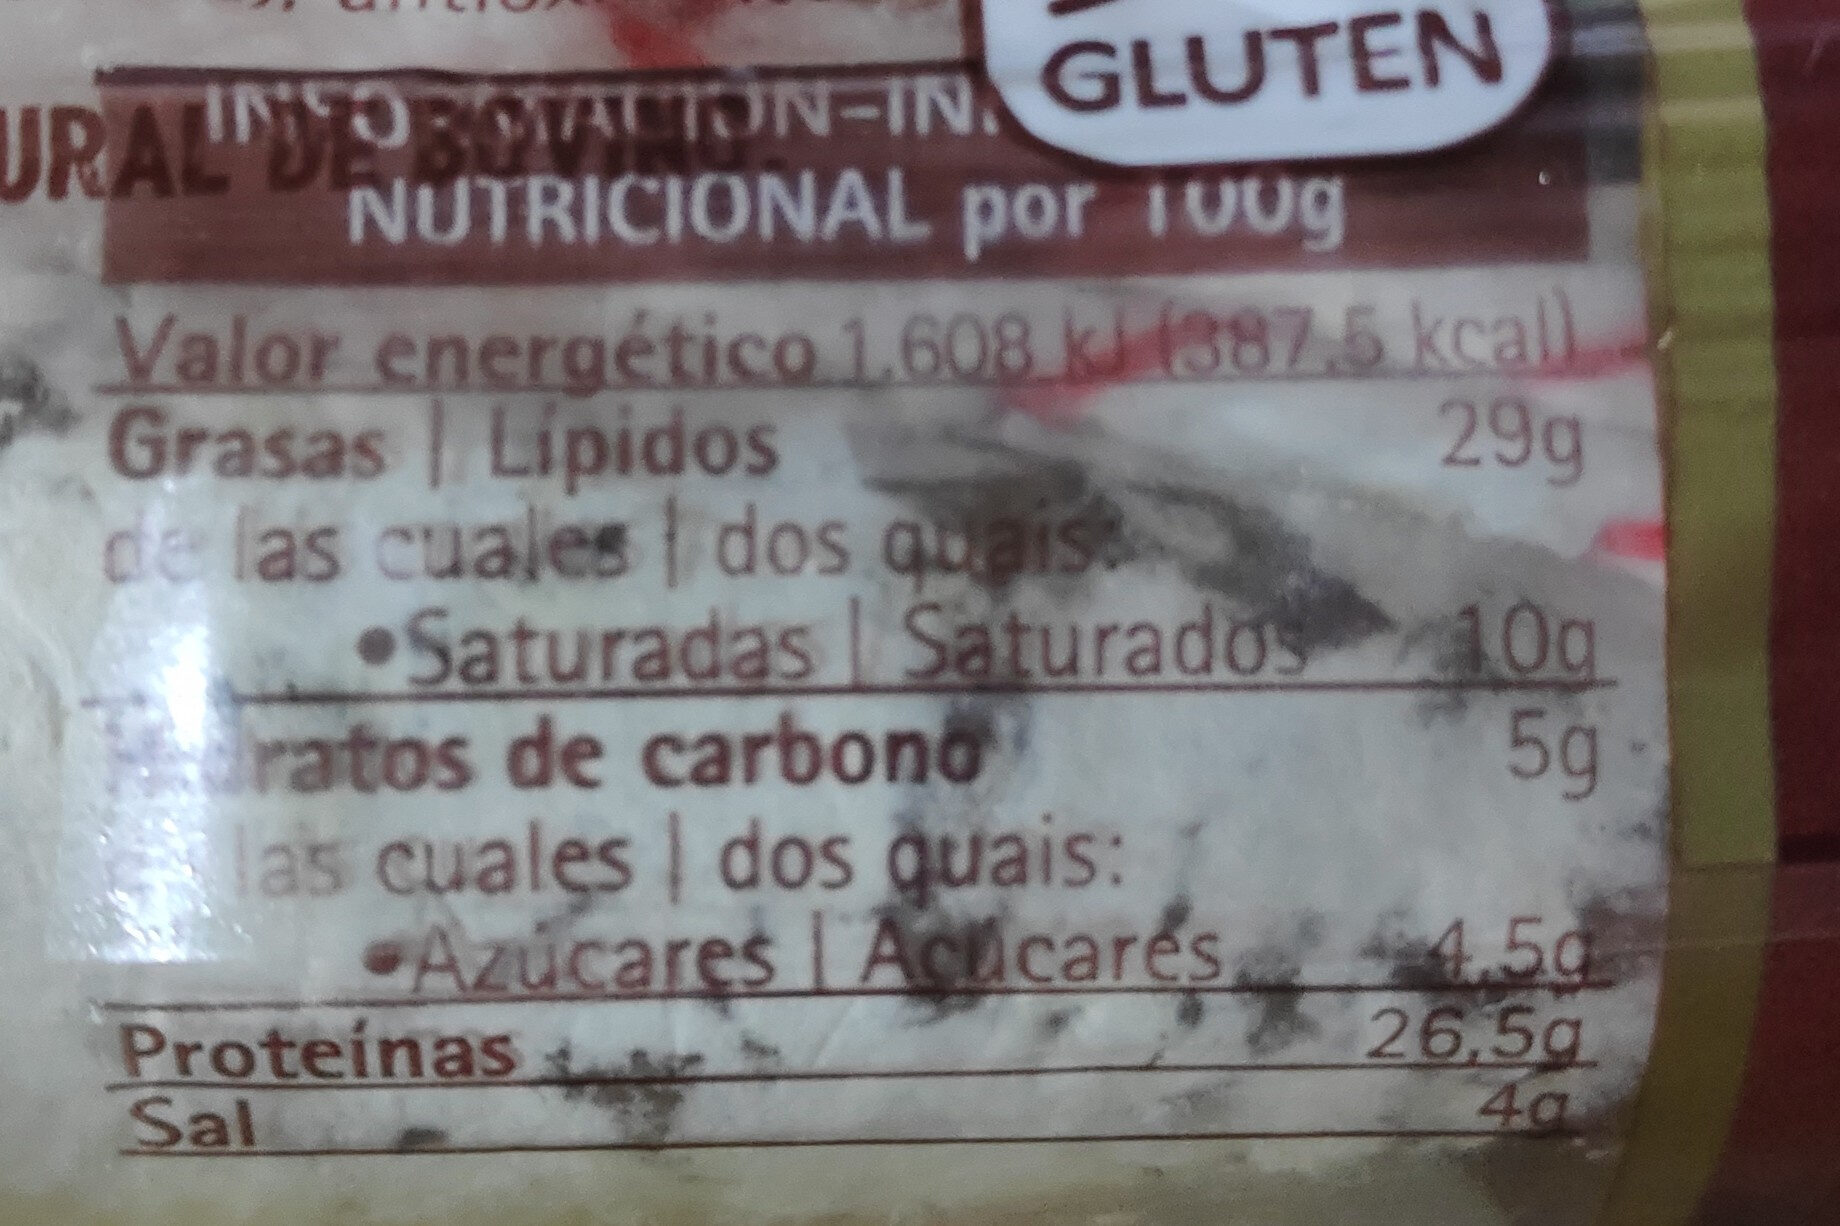 GLUTEN
URAL DE BOVINO.
NUTRICIONAL por 100g
Valor energético 1.608 kJ (387,5 kcal)
Grasas | Lípidos 29g
de las cuales | dos quais:
•Saturadas | Saturados 10g
de carbono 5g
las cuales | dos quais:
•Azúcares | Açúcares 4,5g
Proteínas 26,5g
Sal 4g